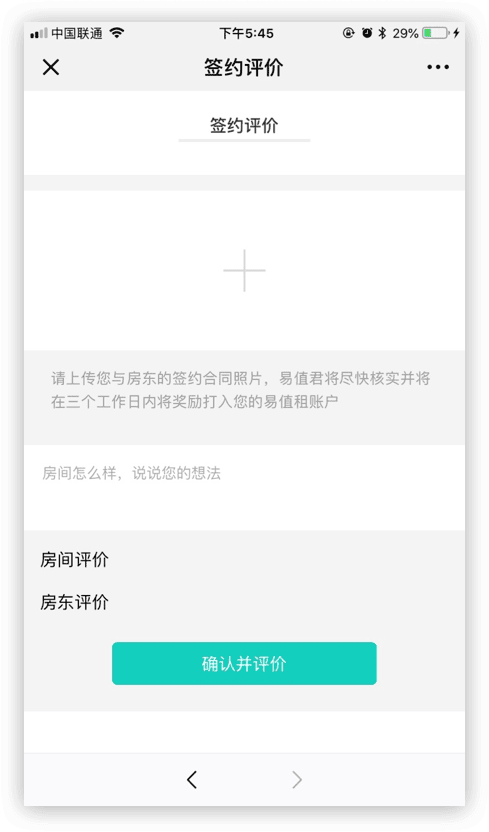 中国联通 下午5:45 29%
签约评价
签约评价
请上传您与房东的签约合同照片，易值君将尽快核实并将
在三个工作日内将奖励打入您的易值租账户
房间怎么样，说说您的想法
房间评价
房东评价
确认并评价